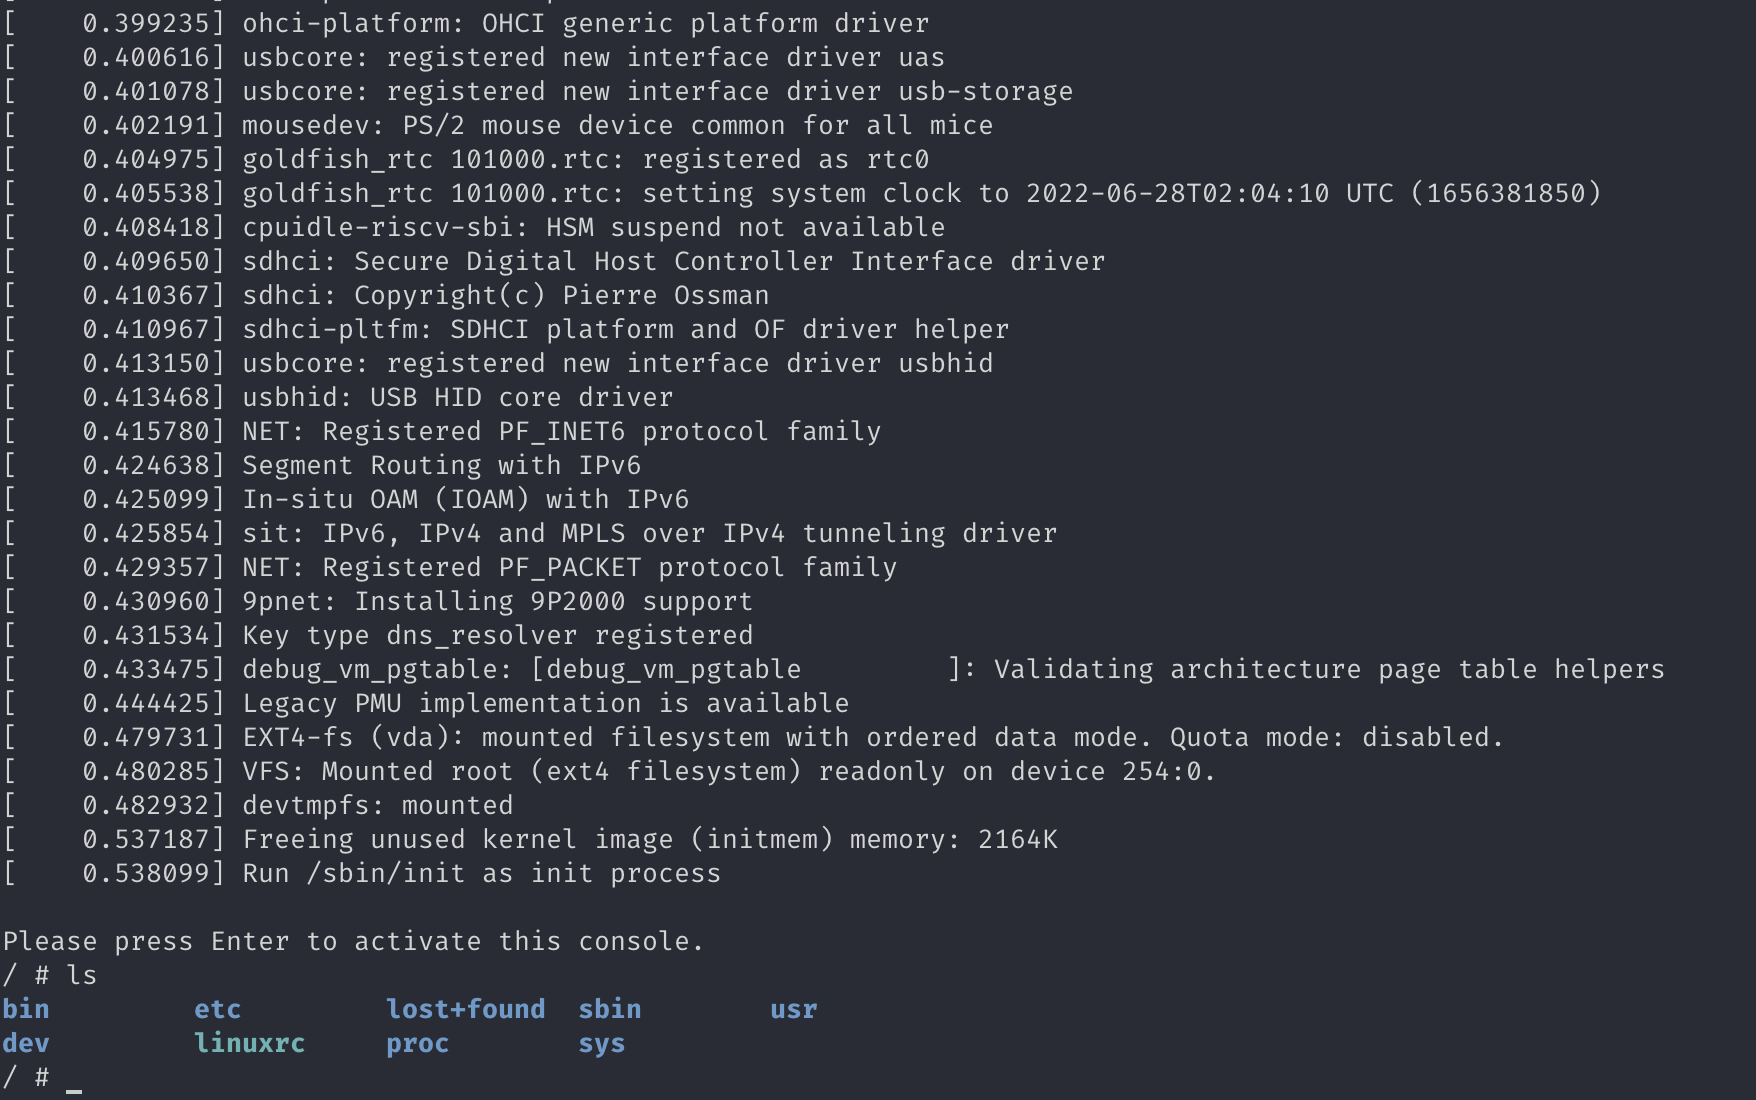 [    0.399235] ohci-platform: OHCI generic platform driver
[    0.400616] usbcore: registered new interface driver uas
[    0.401078] usbcore: registered new interface driver usb-storage
[    0.402191] mousedev: PS/2 mouse device common for all mice
[    0.404975] goldfish_rtc 101000.rtc: registered as rtc0
[    0.405538] goldfish_rtc 101000.rtc: setting system clock to 2022-06-28T02:04:10 UTC (1656381850)
[    0.408418] cpuidle-riscv-sbi: HSM suspend not available
[    0.409650] sdhci: Secure Digital Host Controller Interface driver
[    0.410367] sdhci: Copyright(c) Pierre Ossman
[    0.410967] sdhci-pltfm: SDHCI platform and OF driver helper
[    0.413150] usbcore: registered new interface driver usbhid
[    0.413468] usbhid: USB HID core driver
[    0.415780] NET: Registered PF_INET6 protocol family
[    0.424638] Segment Routing with IPv6
[    0.425099] In-situ OAM (IOAM) with IPv6
[    0.425854] sit: IPv6, IPv4 and MPLS over IPv4 tunneling driver
[    0.429357] NET: Registered PF_PACKET protocol family
[    0.430960] 9pnet: Installing 9P2000 support
[    0.431534] Key type dns_resolver registered
[    0.433475] debug_vm_pgtable: [debug_vm_pgtable         ]: Validating architecture page table helpers
[    0.444425] Legacy PMU implementation is available
[    0.479731] EXT4-fs (vda): mounted filesystem with ordered data mode. Quota mode: disabled.
[    0.480285] VFS: Mounted root (ext4 filesystem) readonly on device 254:0.
[    0.482932] devtmpfs: mounted
[    0.537187] Freeing unused kernel image (initmem) memory: 2164K
[    0.538099] Run /sbin/init as init process
Please press Enter to activate this console.
/ # ls
bin         etc         lost+found  sbin        usr
dev         linuxrc     proc        sys
/ # _